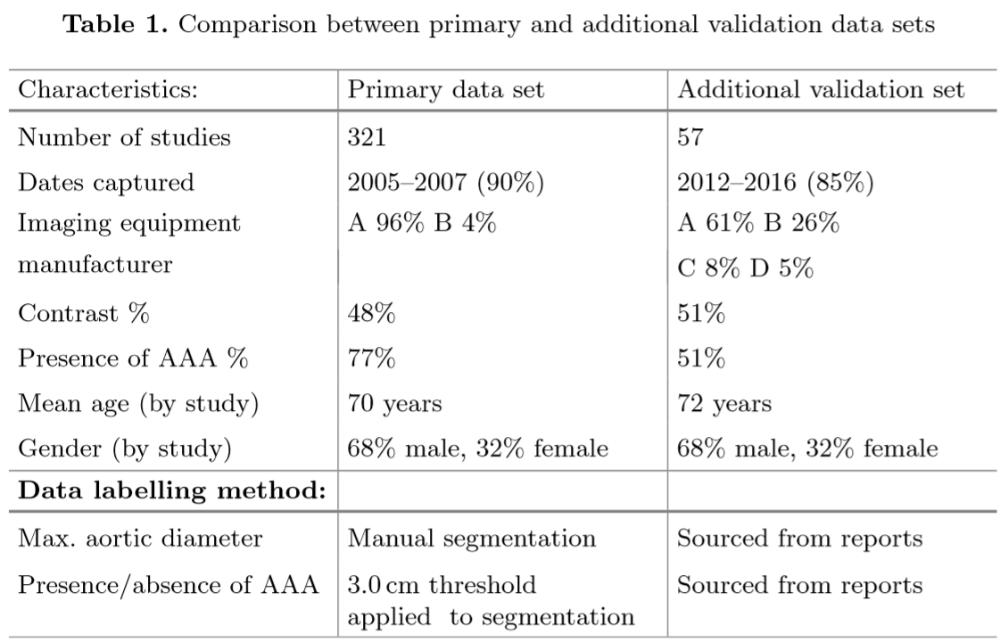 Table 1. Comparison between primary and additional validation data sets
Characteristics: Primary data set Additional validation set
Number of studies 321 57
Dates captured 2005–2007 (90%) 2012–2016 (85%)
Imaging equipment A 96% B 4% A 61% B 26%
manufacturer C 8% D 5%
Contrast % 48% 51%
Presence of AAA % 77% 51%
Mean age (by study) 70 years 72 years
Gender (by study) 68% male, 32% female 68% male, 32% female
Data labelling method:
Max. aortic diameter Manual segmentation Sourced from reports
Presence/absence of AAA 3.0 cm threshold Sourced from reports
applied to segmentation